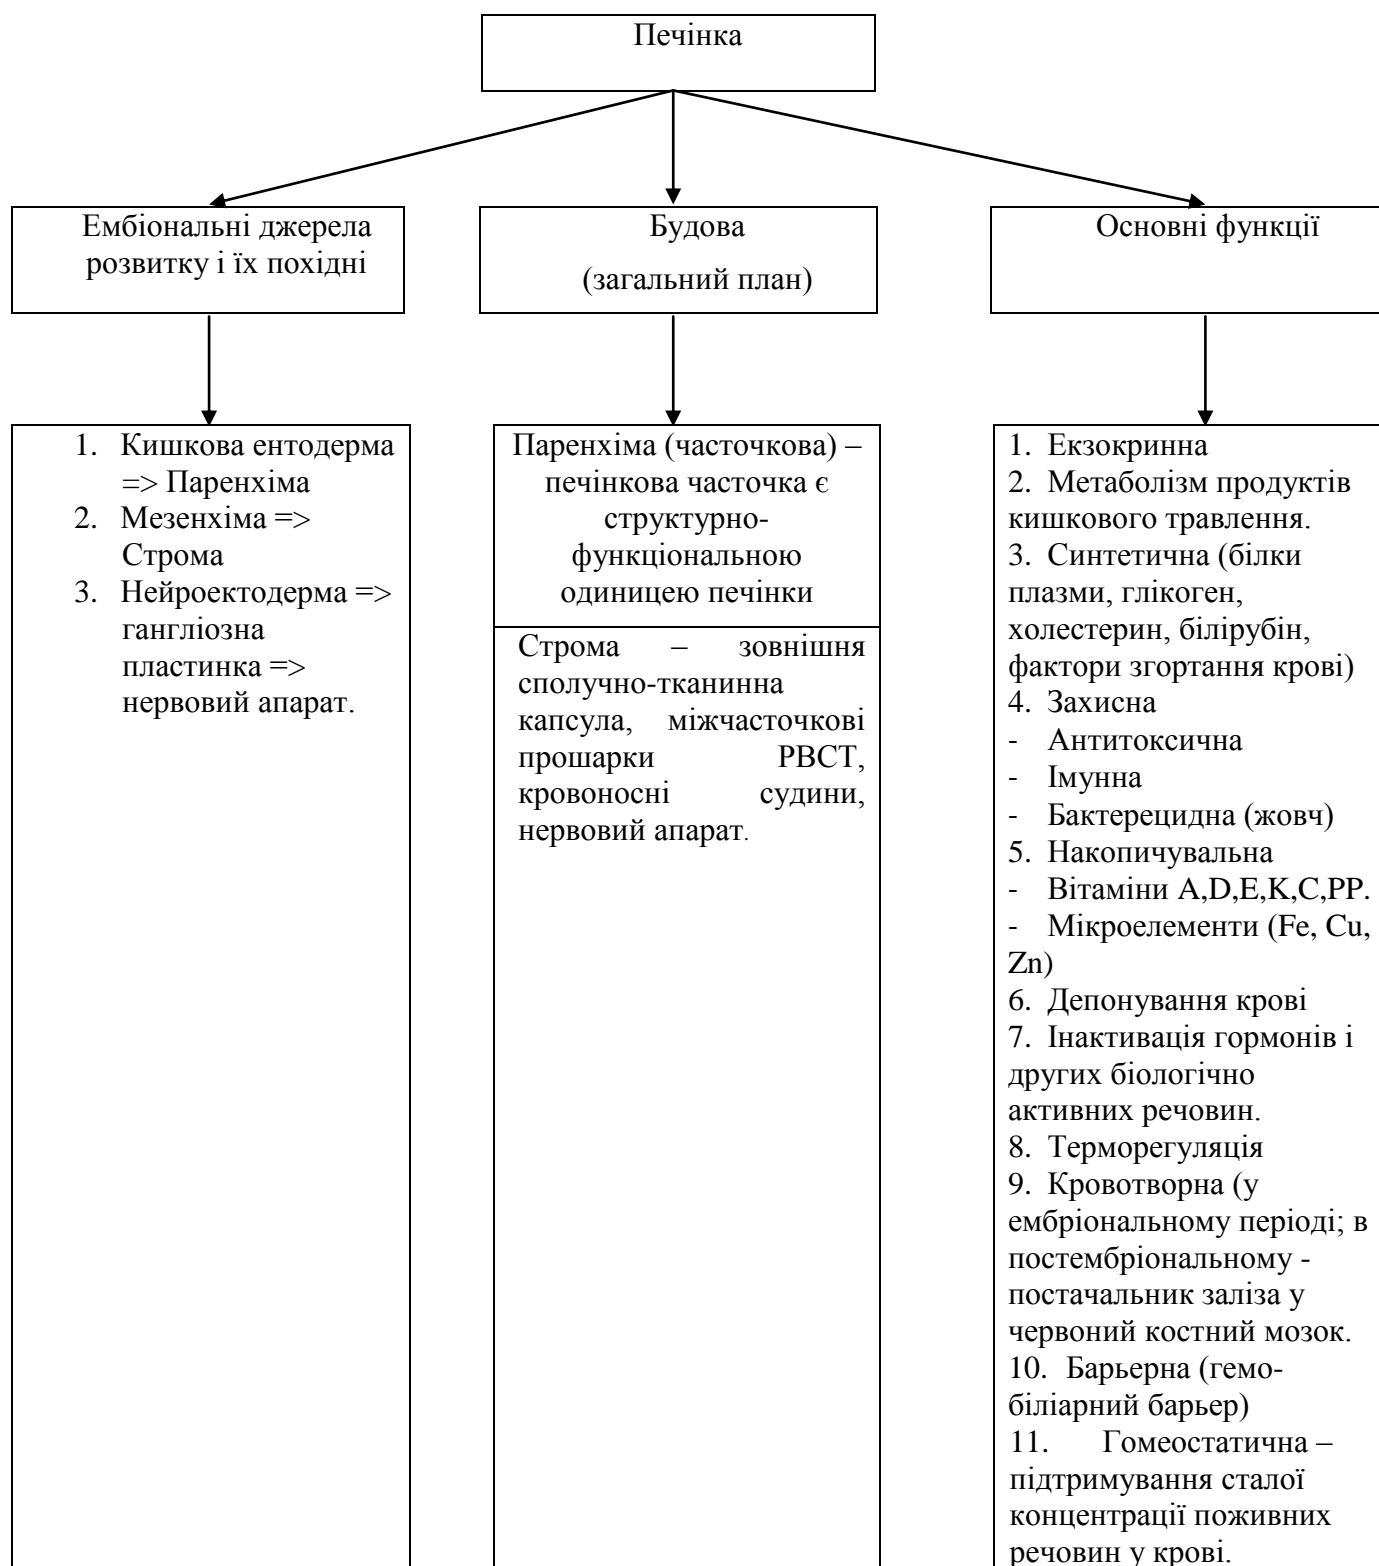 Печінка
Ембіональні джерела
розвитку і їх похідні
Будова
(загальний план)
Основні функції
1. Кишкова ентодерма
=> Паренхіма
2. Мезенхіма =>
Строма
3. Нейроектодерма =>
гангліозна
пластинка =>
нервовий апарат.
Паренхіма (часточкова) –
печінкова часточка є
структурно-
функціональною
одиницею печінки
Строма – зовнішня
сполучно-тканинна
капсула, міжчасточкові
прошарки РВСТ,
кровоносні судини,
нервовий апарат.
1. Екзокринна
2. Метаболізм продуктів
кишкового травлення.
3. Синтетична (білки
плазми, глікоген,
холестерин, білірубін,
фактори згортання крові)
4. Захисна
- Антитоксична
- Імунна
- Бактерецидна (жовч)
5. Накопичувальна
- Вітаміни A,D,E,K,C,PP.
- Мікроелементи (Fe, Cu,
Zn)
6. Депонування крові
7. Інактивація гормонів і
других біологічно
активних речовин.
8. Терморегуляція
9. Кровотворна (у
ембріональному періоді; в
постембріональному -
постачальник заліза у
червоний костний мозок.
10. Барьерна (гемо-
біліарний барьер)
11. Гомеостатична –
підтримування сталої
концентрації поживних
речовин у крові.